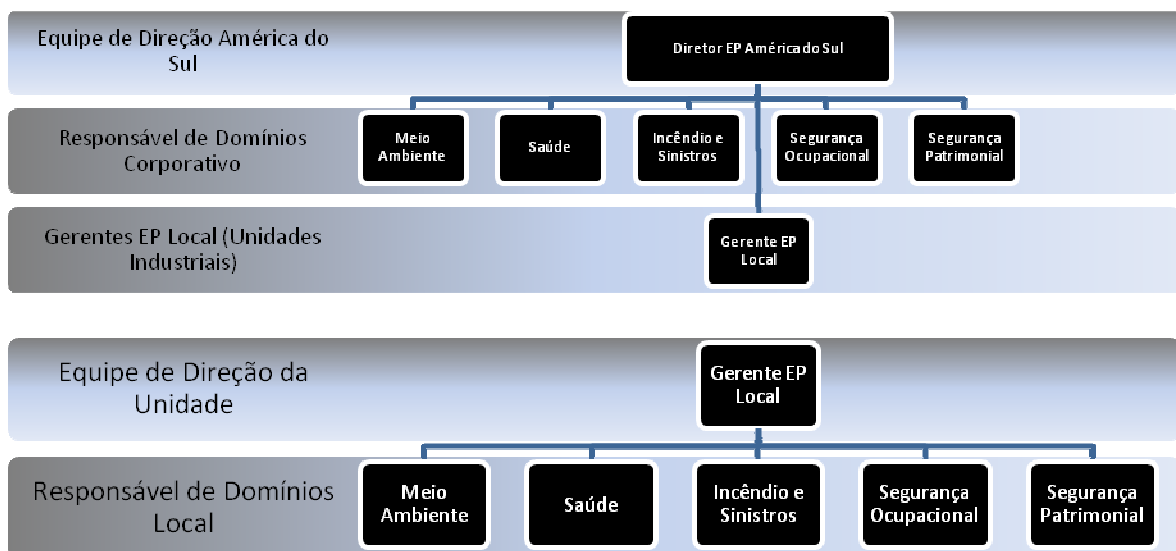 Equipe de Direção América do
Sul
Diretor EP América do Sul
Responsável de Domínios
Corporativo
Meio
Ambiente
Saúde
Incêndio e
Sinistros
Segurança
Ocupacional
Segurança
Patrimonial
Gerentes EP Local (Unidades
Industriais)
Gerente EP
Local
Equipe de Direção da
Unidade
Gerente EP
Local
Responsável de Domínios
Local
Meio
Ambiente
Saúde
Incêndio e
Sinistros
Segurança
Ocupacional
Segurança
Patrimonial